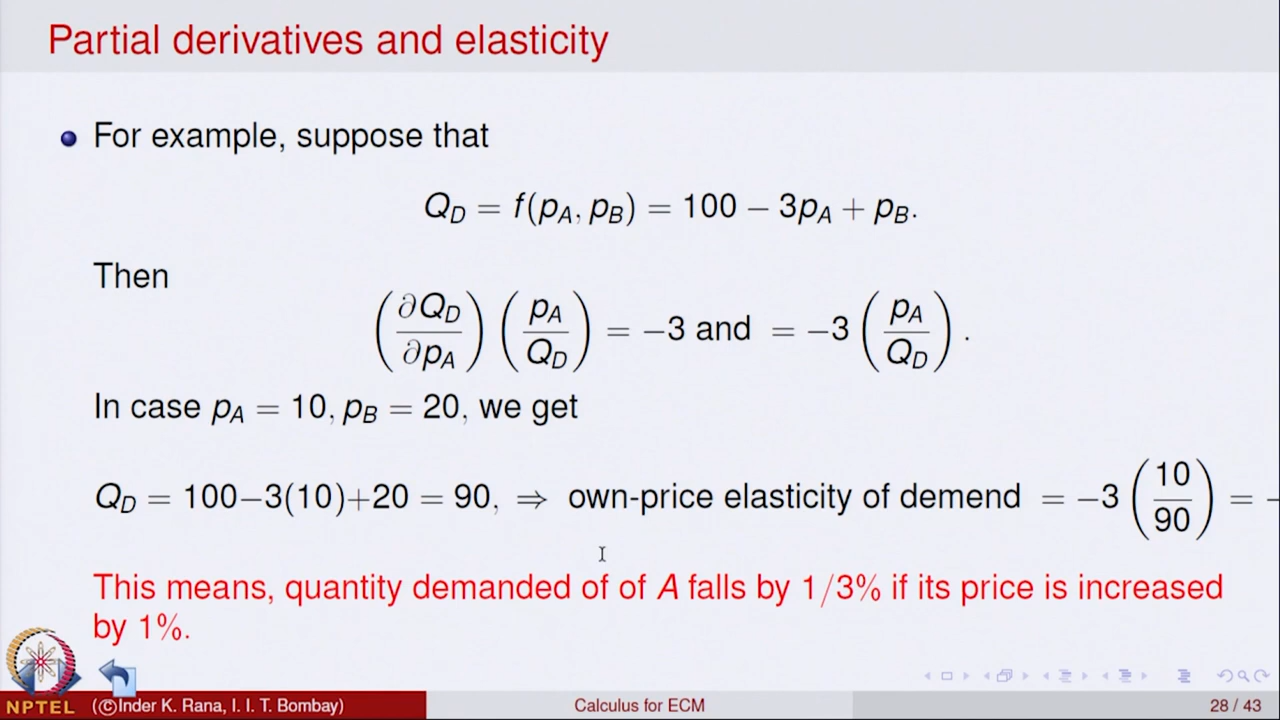 Partial derivatives and elasticity
For example, suppose that
Q_D = f(p_A, p_B) = 100 − 3p_A + p_B.
Then
(∂Q_D/∂p_A) (p_A/Q_D) = −3 and = −3 (p_A/Q_D).
In case p_A = 10, p_B = 20, we get
Q_D = 100−3(10)+20 = 90, ⇒ own-price elasticity of demend = −3 (10/90) = −
This means, quantity demanded of of A falls by 1/3% if its price is increased
by 1%.
NPTEL (©Inder K. Rana, I. I. T. Bombay) Calculus for ECM 28 / 43